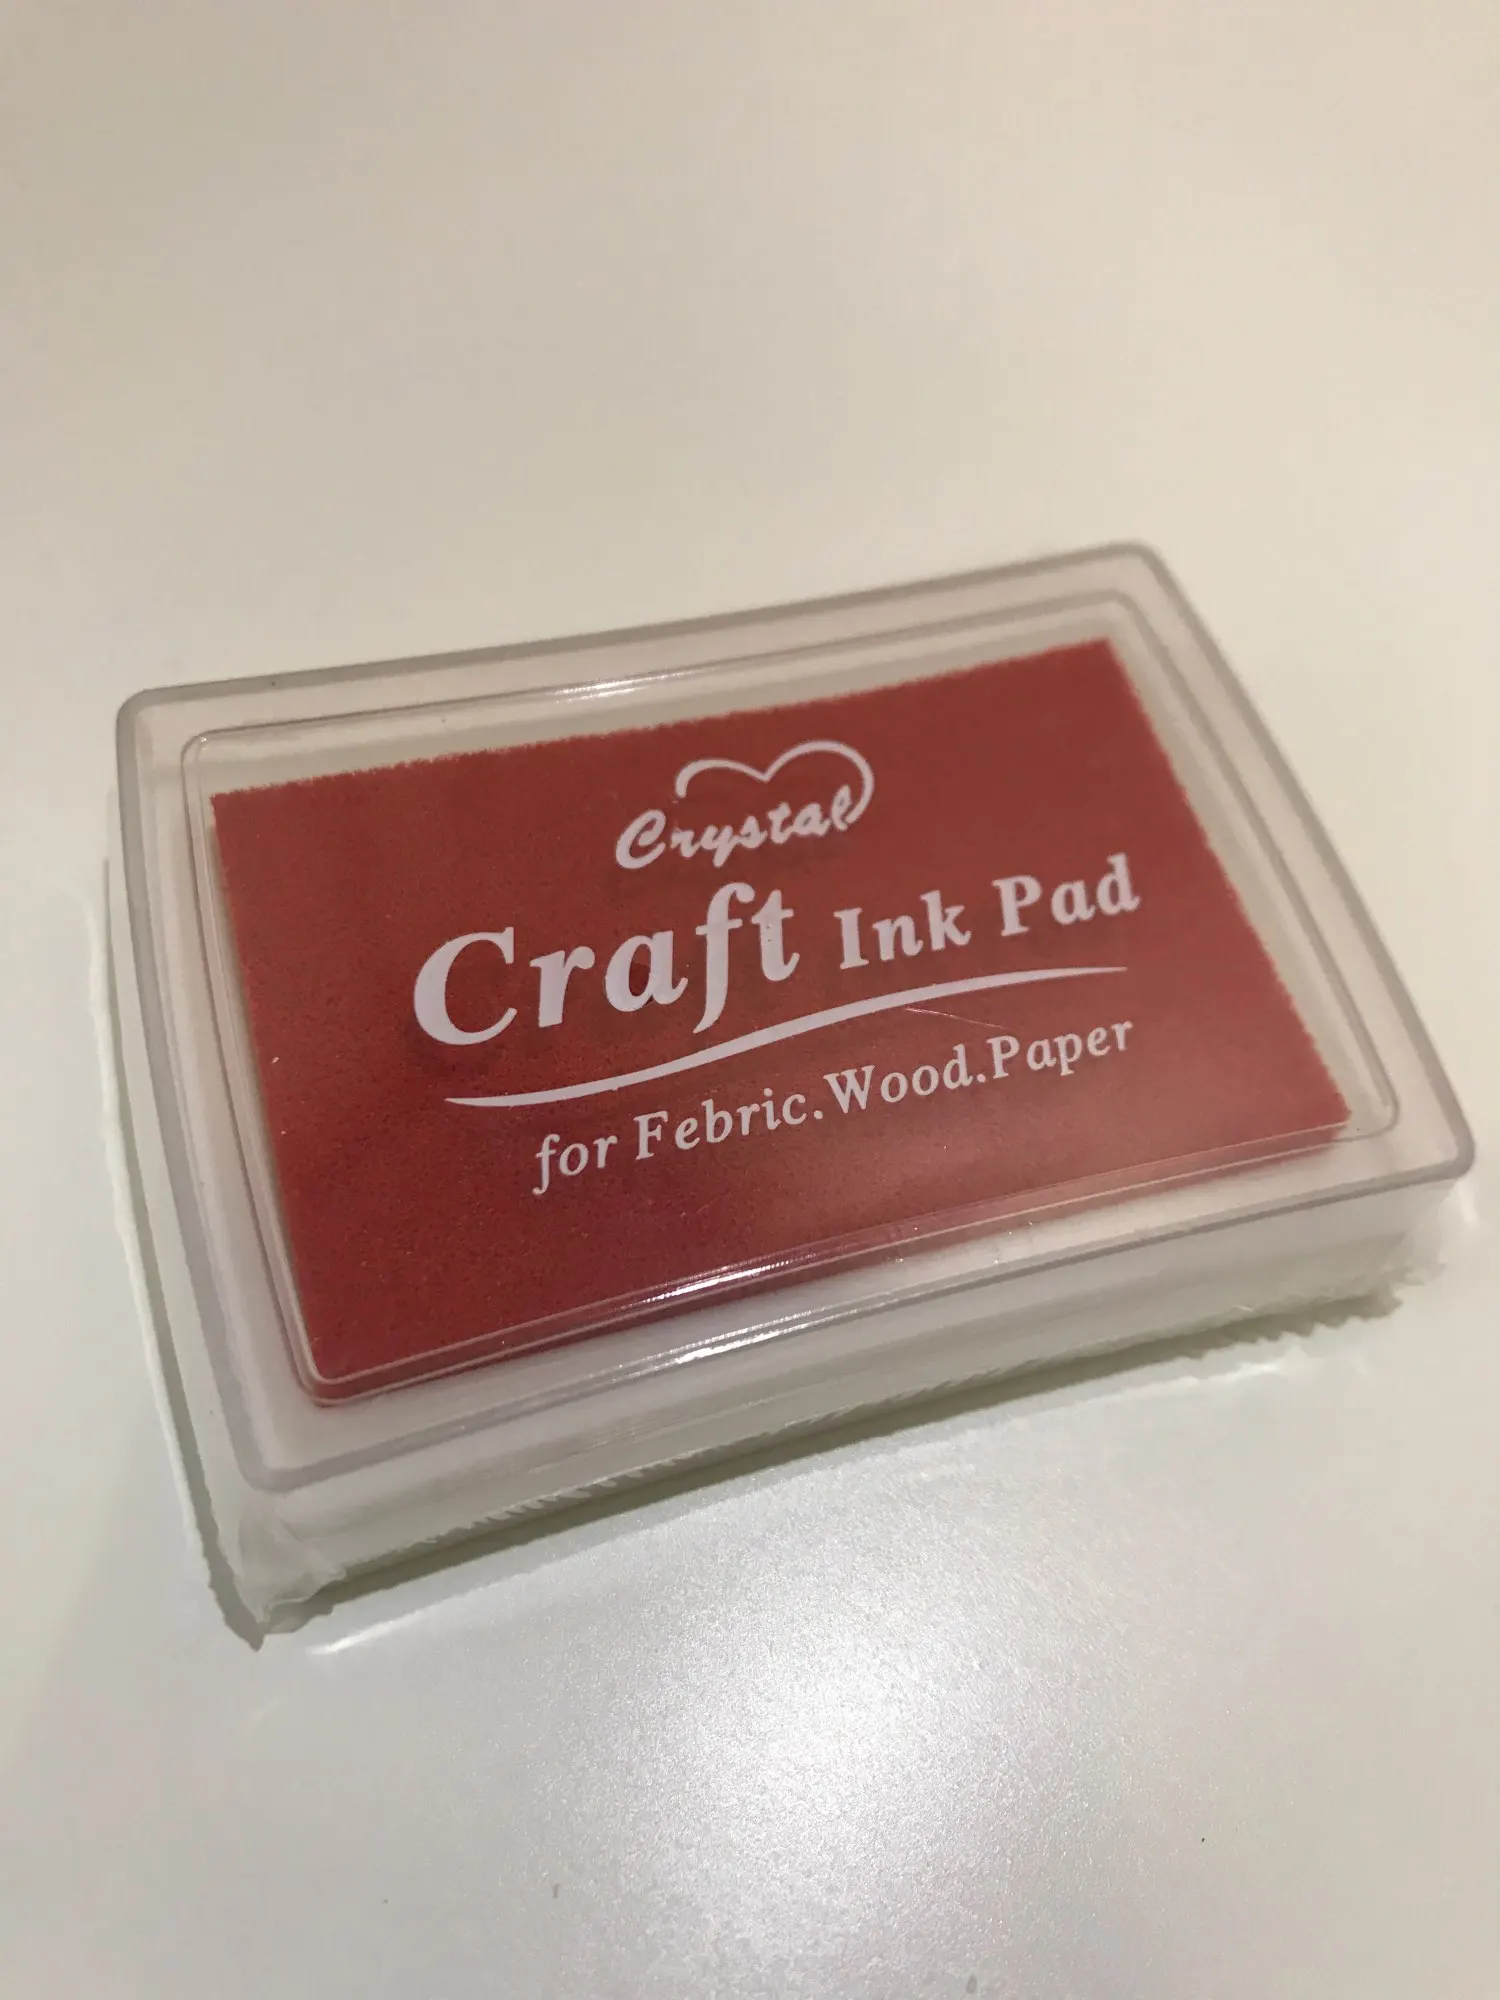 Crystal
Craft Ink Pad
for Febric.Wood.Paper